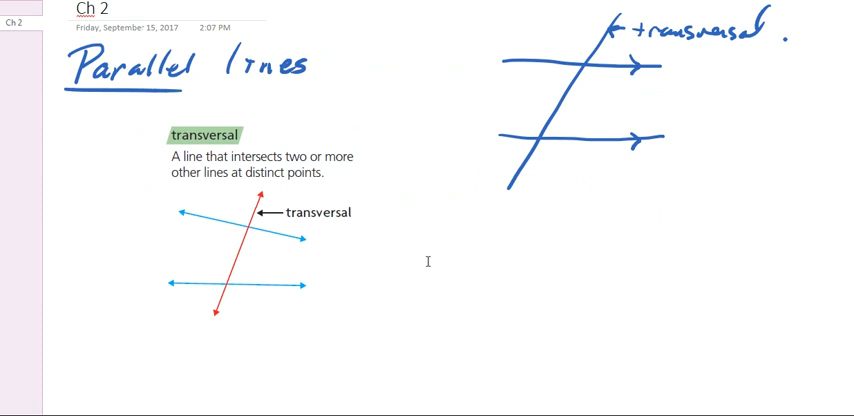 Ch 2
Ch 2
Friday, September 15, 2017 2:07 PM
Parallel lines
transversal .
transversal
A line that intersects two or more
other lines at distinct points.
transversal